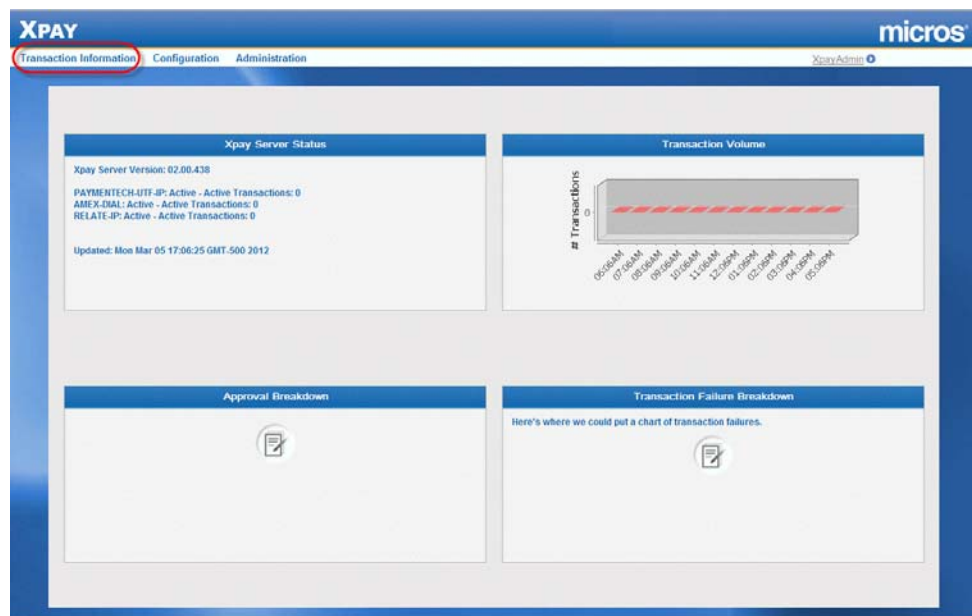 XPAY
micros
Transaction Information Configuration Administration
XpayAdmin
Xpay Server Status
Xpay Server Version: 02.00.438
PAYMENTECH-UTF-IP: Active - Active Transactions: 0
AMEX-DIAL: Active - Active Transactions: 0
RELATE-IP: Active - Active Transactions: 0
Updated: Mon Mar 05 17:06:25 GMT-500 2012
Transaction Volume
# Transactions
0
06:06AM
07:06AM
08:06AM
09:06AM
10:06AM
11:06AM
12:06PM
01:06PM
02:06PM
03:06PM
04:06PM
05:06PM
Approval Breakdown
Transaction Failure Breakdown
Here's where we could put a chart of transaction failures.